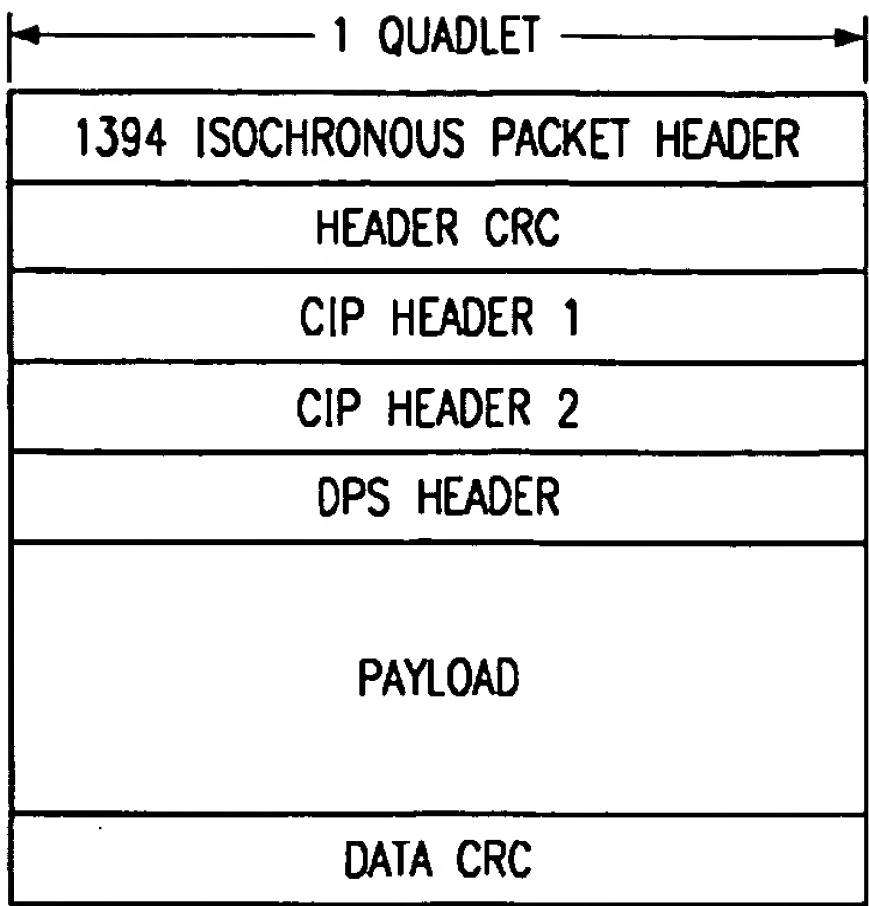 1 QUADLET
1394 ISOCHRONOUS PACKET HEADER
HEADER CRC
CIP HEADER 1
CIP HEADER 2
DPS HEADER
PAYLOAD
DATA CRC